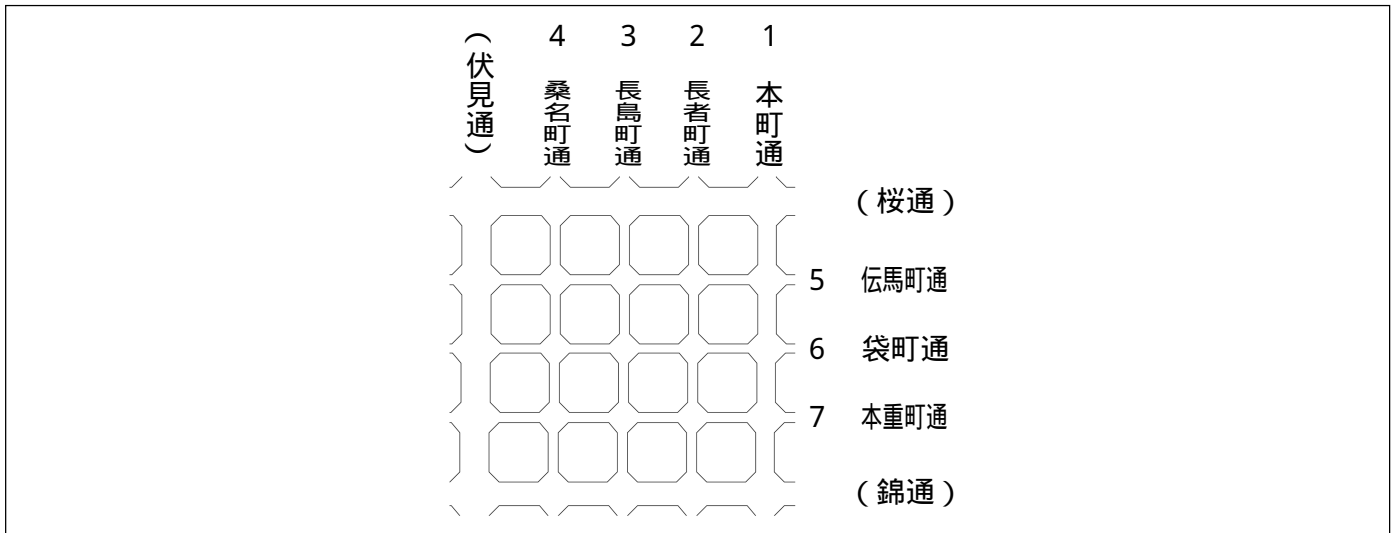 (伏見通)
4
桑名町通
3
長島町通
2
長者町通
1
本町通
(桜通)
5 伝馬町通
6 袋町通
7 本重町通
(錦通)